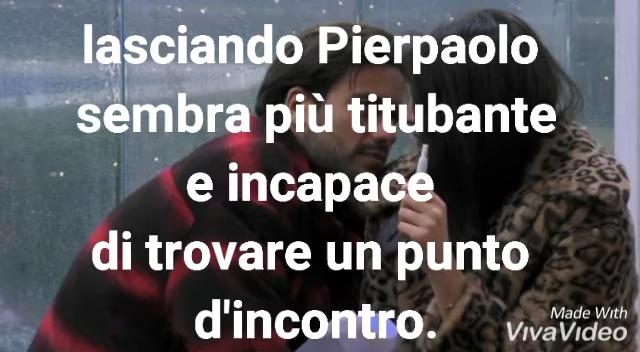 lasciando Pierpaolo
sembra più titubante
e incapace
di trovare un punto
d'incontro.
Made With
VivaVideo